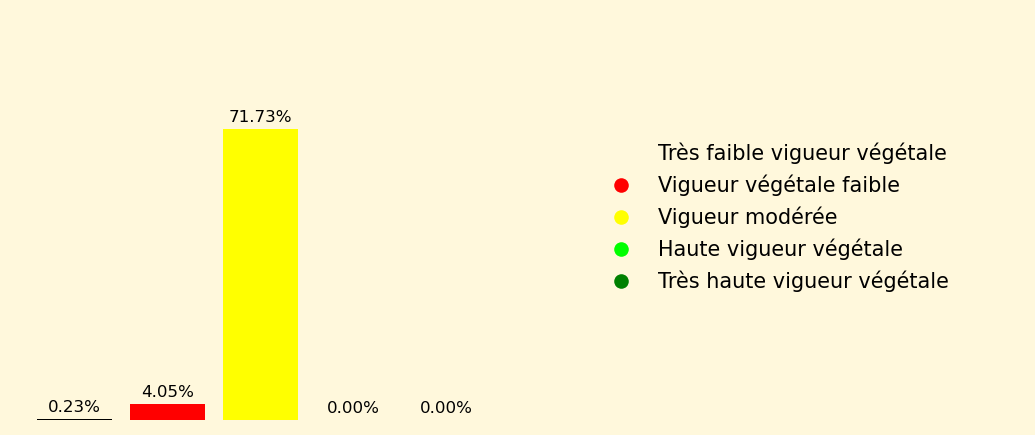 71.73%
4.05%
0.23%
0.00%
0.00%
Très faible vigueur végétale
Vigueur végétale faible
Vigueur modérée
Haute vigueur végétale
Très haute vigueur végétale